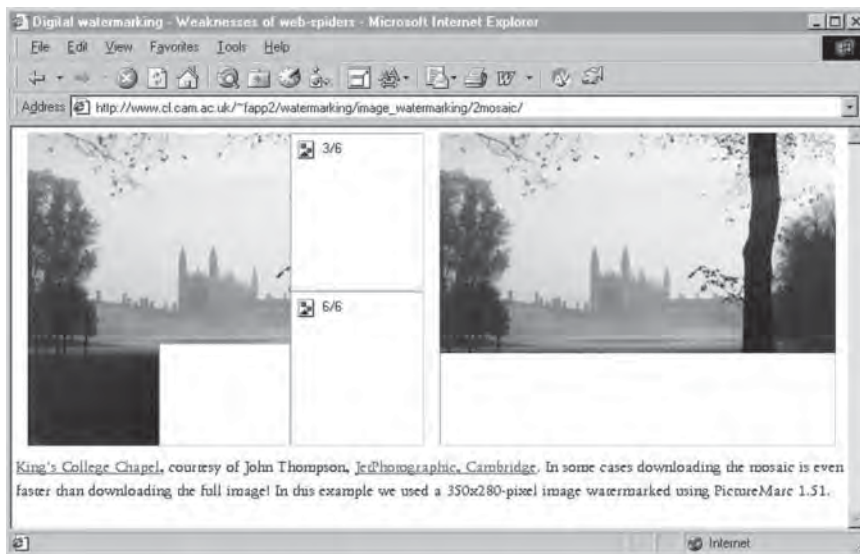 Digital watermarking - Weaknesses of web-spiders - Microsoft Internet Explorer
File Edit View Favorites Tools Help
Address http://www.cl.cam.ac.uk/~fapp2/watermarking/image_watermarking/2mosaic/
3/6
6/6
King's College Chapel, courtesy of John Thompson, JetPhotographic, Cambridge. In some cases downloading the mosaic is even
faster than downloading the full image! In this example we used a 350x280-pixel image watermarked using PictureMarc 1.51.
Internet